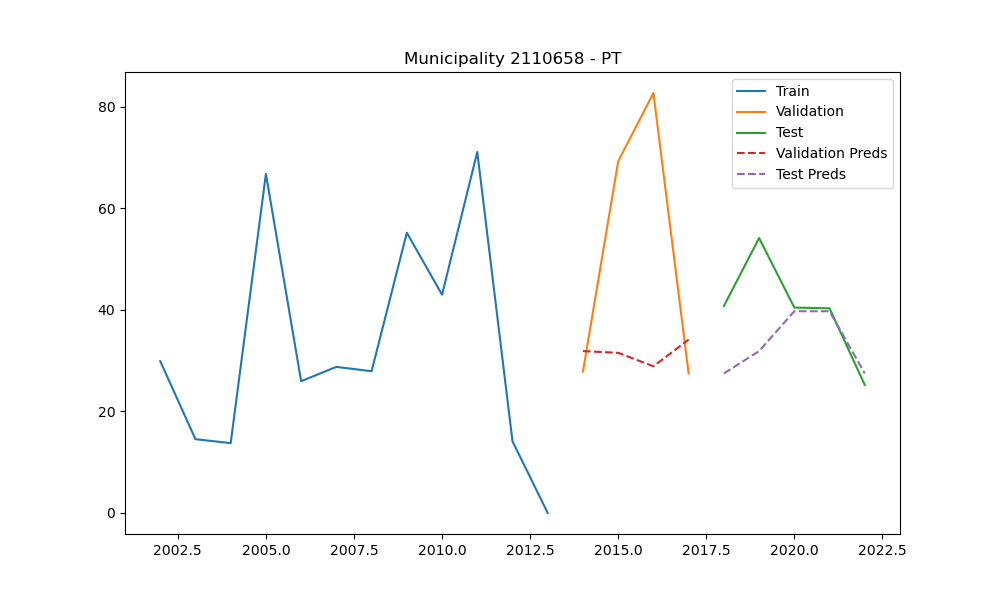 Municipality 2110658 - PT
Train
Validation
Test
Validation Preds
Test Preds
80
60
40
20
0
2002.5 2005.0 2007.5 2010.0 2012.5 2015.0 2017.5 2020.0 2022.5